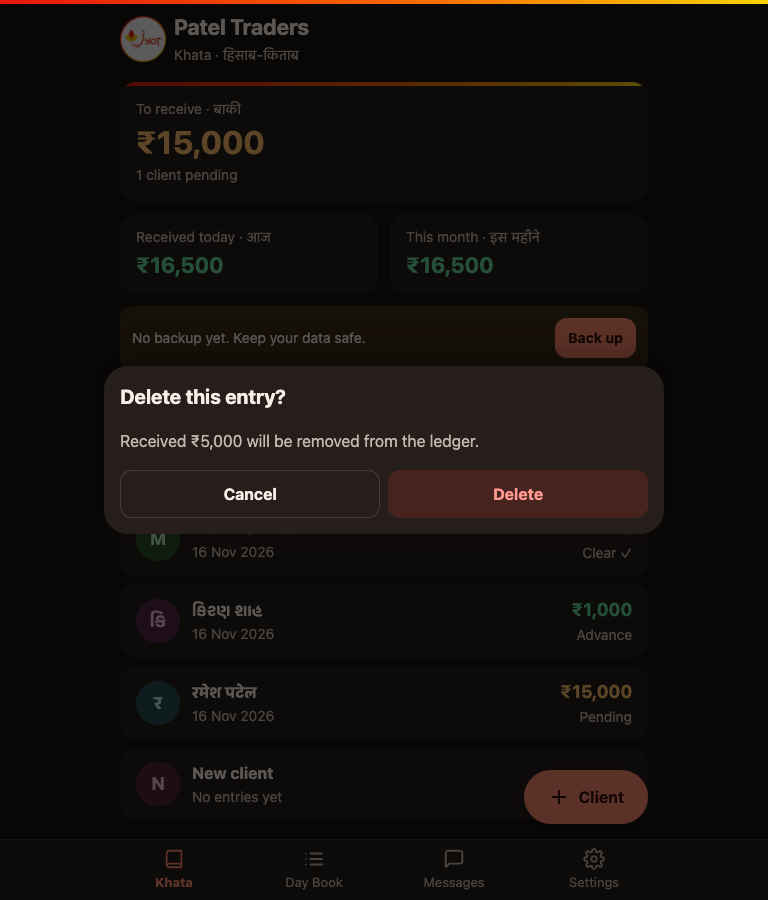 Jyot
Patel Traders
Khata · हिसाब-किताब
To receive · बाकी
₹15,000
1 client pending
Received today · आज
₹16,500
This month · इस महीने
₹16,500
No backup yet. Keep your data safe.
Back up
Delete this entry?
Received ₹5,000 will be removed from the ledger.
Cancel
Delete
M
16 Nov 2026
Clear ✓
કિ
કિરણ શાહ
16 Nov 2026
₹1,000
Advance
र
रमेश पटेल
16 Nov 2026
₹15,000
Pending
N
New client
No entries yet
+ Client
Khata
Day Book
Messages
Settings